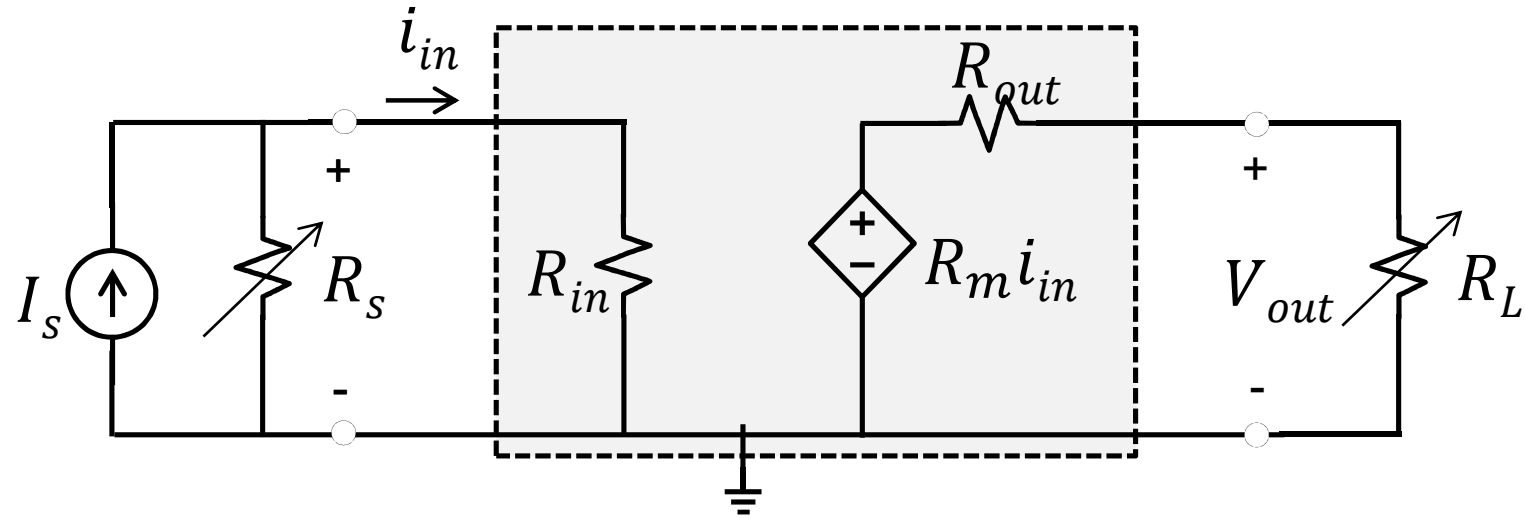 i_in
R_out
+
+
I_s
R_s
R_in
+
−
R_m i_in
V_out
R_L
-
-